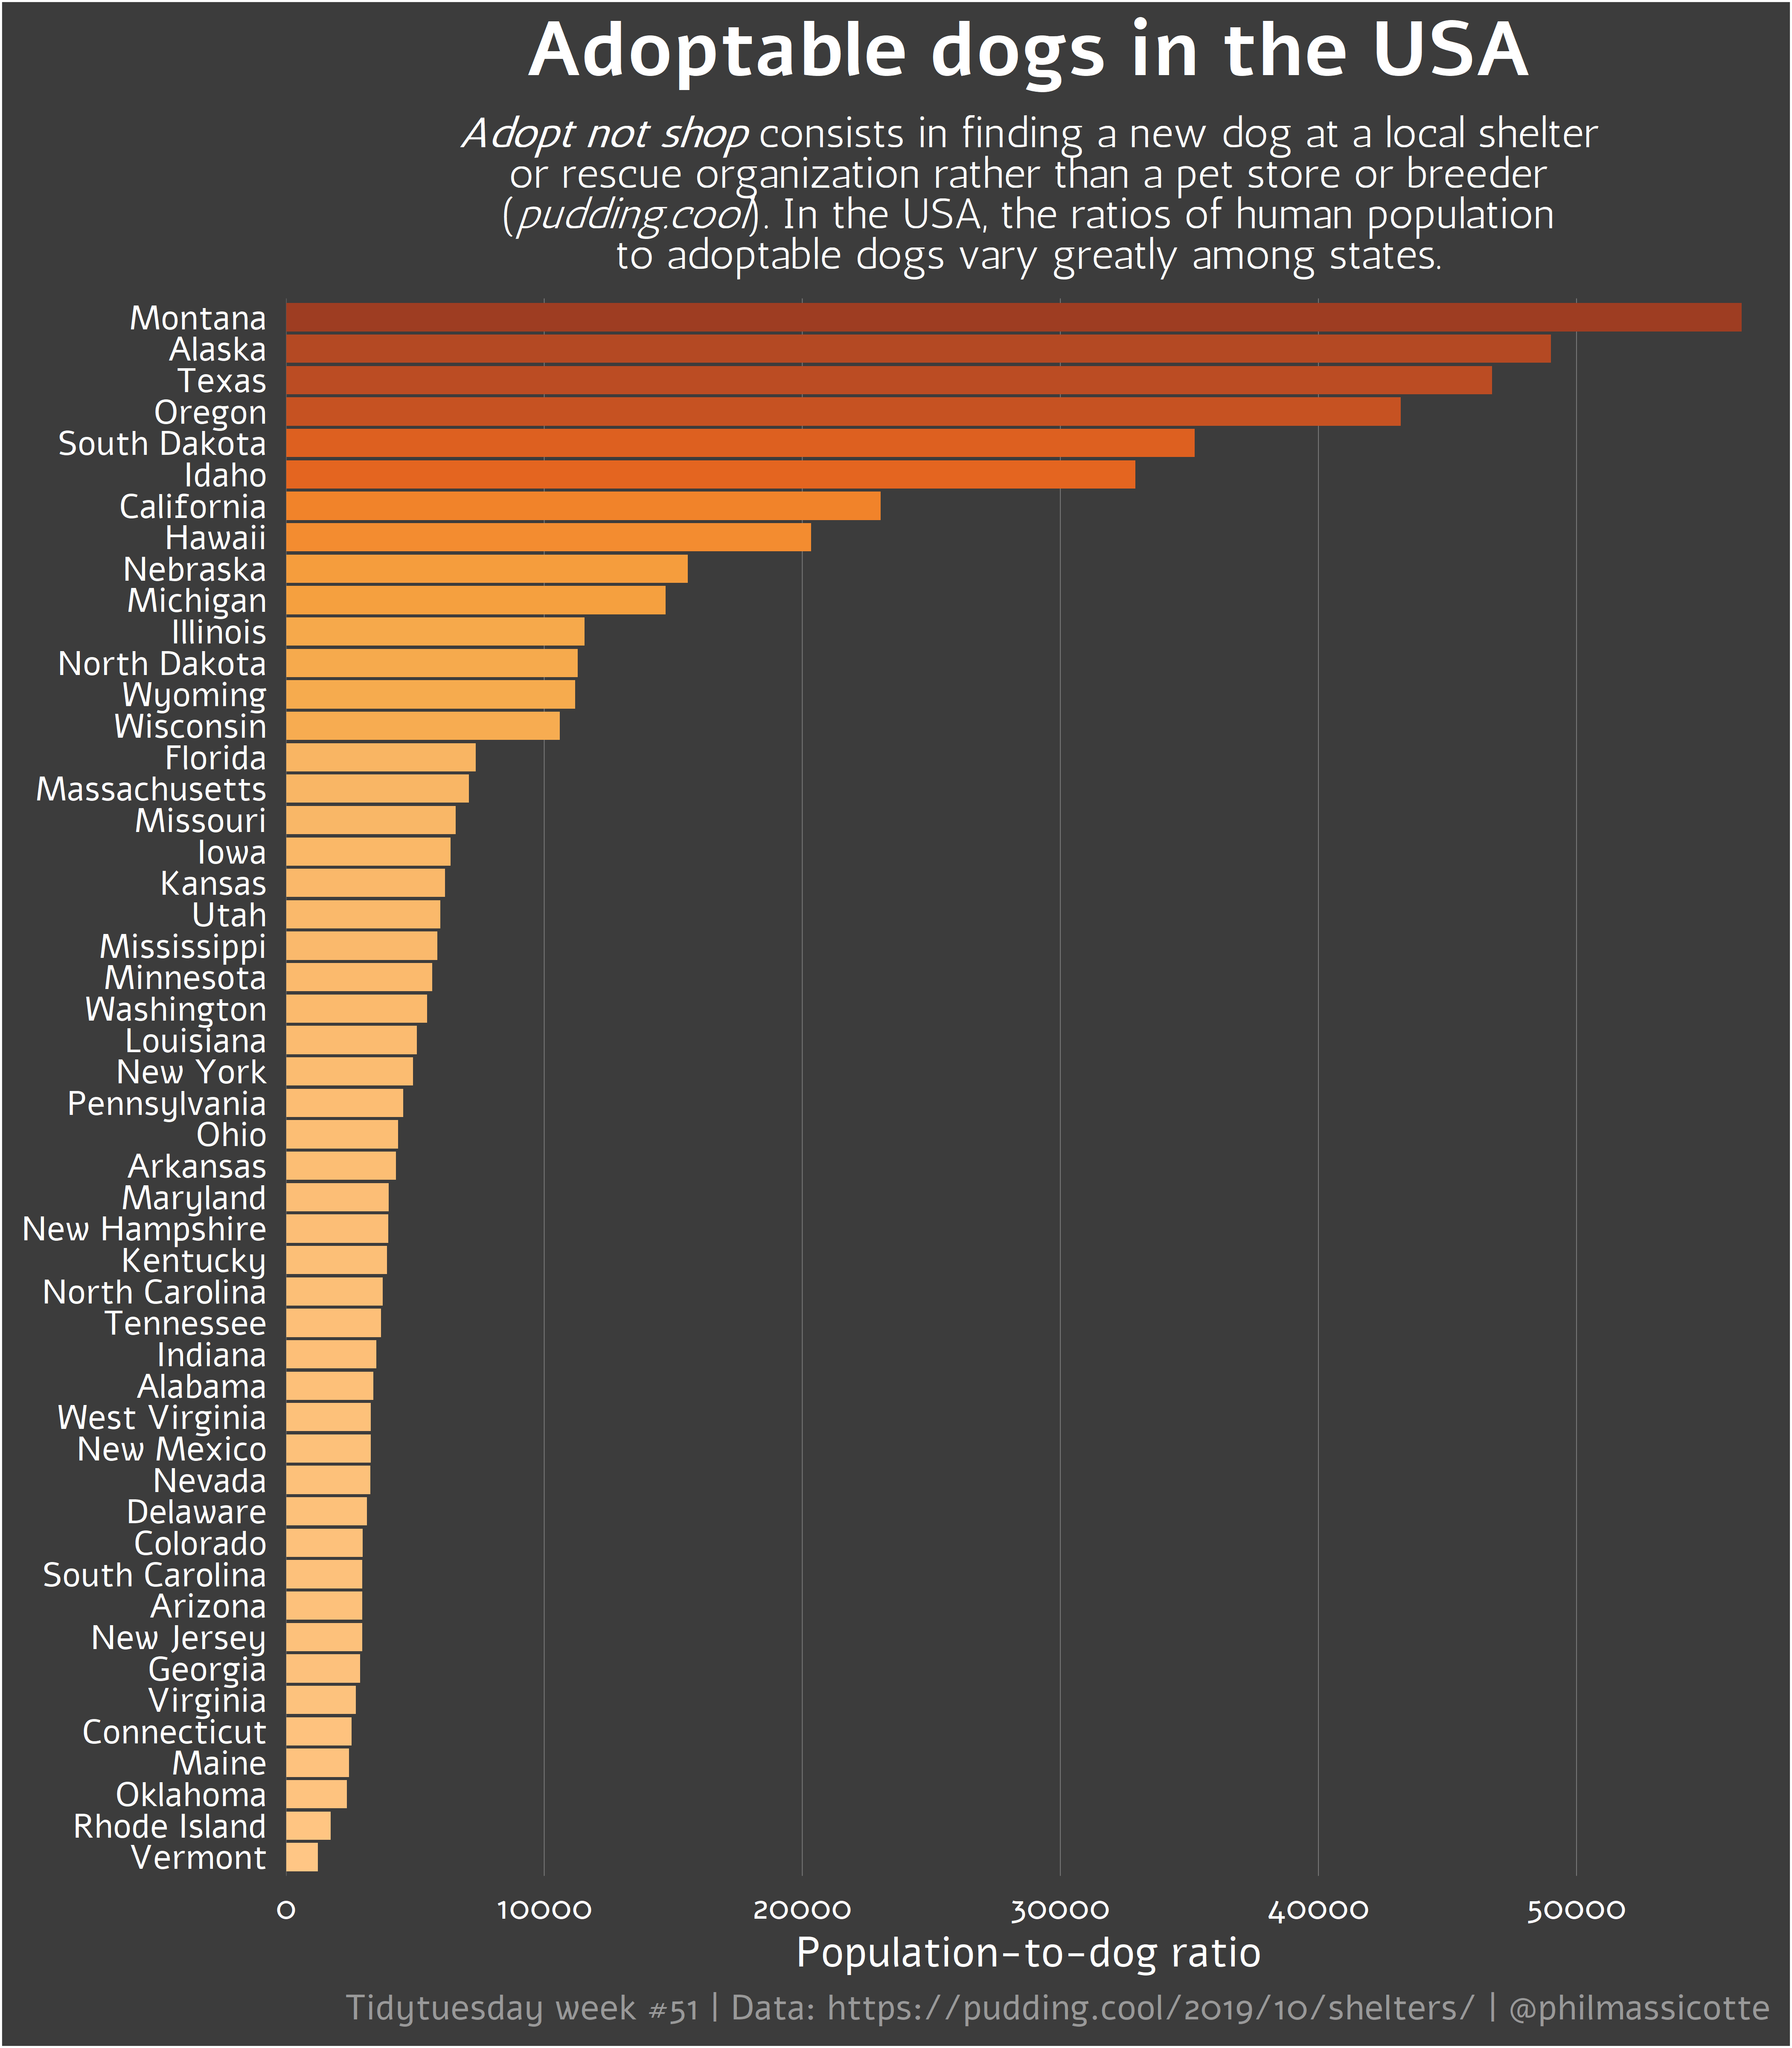 Adoptable dogs in the USA
Adopt not shop consists in finding a new dog at a local shelter
or rescue organization rather than a pet store or breeder
(pudding.cool). In the USA, the ratios of human population
to adoptable dogs vary greatly among states.
Montana
Alaska
Texas
Oregon
South Dakota
Idaho
California
Hawaii
Nebraska
Michigan
Illinois
North Dakota
Wyoming
Wisconsin
Florida
Massachusetts
Missouri
Iowa
Kansas
Utah
Mississippi
Minnesota
Washington
Louisiana
New York
Pennsylvania
Ohio
Arkansas
Maryland
New Hampshire
Kentucky
North Carolina
Tennessee
Indiana
Alabama
West Virginia
New Mexico
Nevada
Delaware
Colorado
South Carolina
Arizona
New Jersey
Georgia
Virginia
Connecticut
Maine
Oklahoma
Rhode Island
Vermont
0 10000 20000 30000 40000 50000
Population-to-dog ratio
Tidytuesday week #51 | Data: https://pudding.cool/2019/10/shelters/ | @philmassicotte